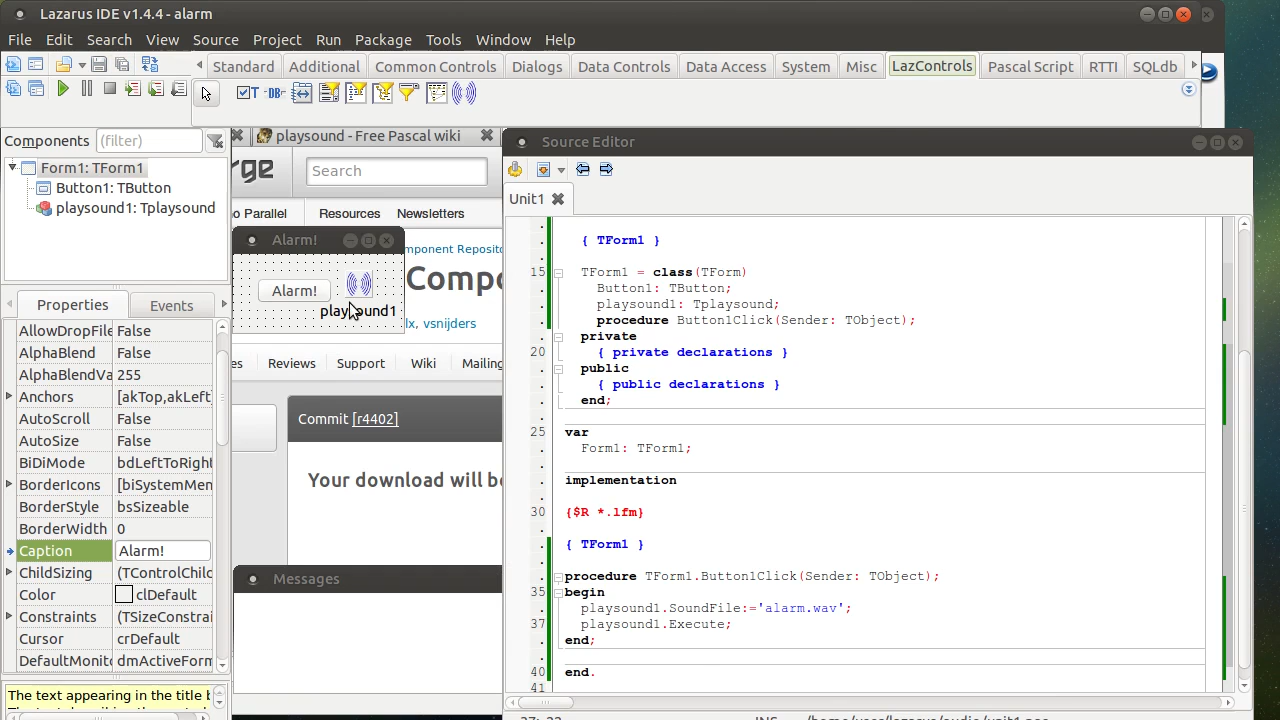 Lazarus IDE v1.4.4 - alarm
File Edit Search View Source Project Run Package Tools Window Help
Standard Additional Common Controls Dialogs Data Controls Data Access System Misc LazControls Pascal Script RTTI SQLdb
Components (filter)
Form1: TForm1
Button1: TButton
playsound1: Tplaysound
Properties Events
AllowDropFile False
AlphaBlend False
AlphaBlendVa 255
Anchors [akTop,akLeft]
AutoScroll False
AutoSize False
BiDiMode bdLeftToRight
BorderIcons [biSystemMen
BorderStyle bsSizeable
BorderWidth 0
Caption Alarm!
ChildSizing (TControlChild
Color clDefault
Constraints (TSizeConstrai
Cursor crDefault
DefaultMonito dmActiveForm
The text appearing in the title b
playsound - Free Pascal wiki
rge Search
o Parallel Resources Newsletters
omponent Reposito
Alarm!
Alarm!
playsound1
Compo
lx, vsnijders
es Reviews Wiki Support Mailing
Commit [r4402]
Your download will be
Messages
Source Editor
Unit1
{ TForm1 }
15 TForm1 = class(TForm)
Button1: TButton;
playsound1: Tplaysound;
procedure Button1Click(Sender: TObject);
private
20 { private declarations }
public
{ public declarations }
end;
25 var
Form1: TForm1;
implementation
30 {$R *.lfm}
{ TForm1 }
procedure TForm1.Button1Click(Sender: TObject);
35 begin
playsound1.SoundFile:='alarm.wav';
37 playsound1.Execute;
end;
40 end.
41